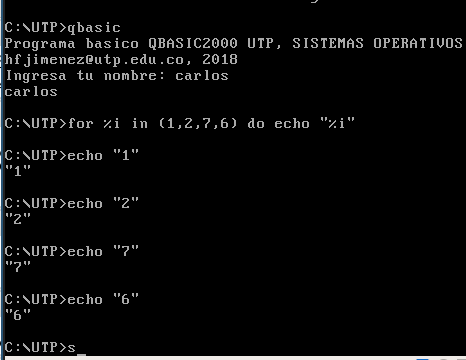 C:\UTP>qbasic
Programa basico QBASIC2000 UTP, SISTEMAS OPERATIVOS
hfjimenez@utp.edu.co, 2018
Ingresa tu nombre: carlos
carlos
C:\UTP>for %i in (1,2,7,6) do echo "%i"
C:\UTP>echo "1"
"1"
C:\UTP>echo "2"
"2"
C:\UTP>echo "7"
"7"
C:\UTP>echo "6"
"6"
C:\UTP>s_